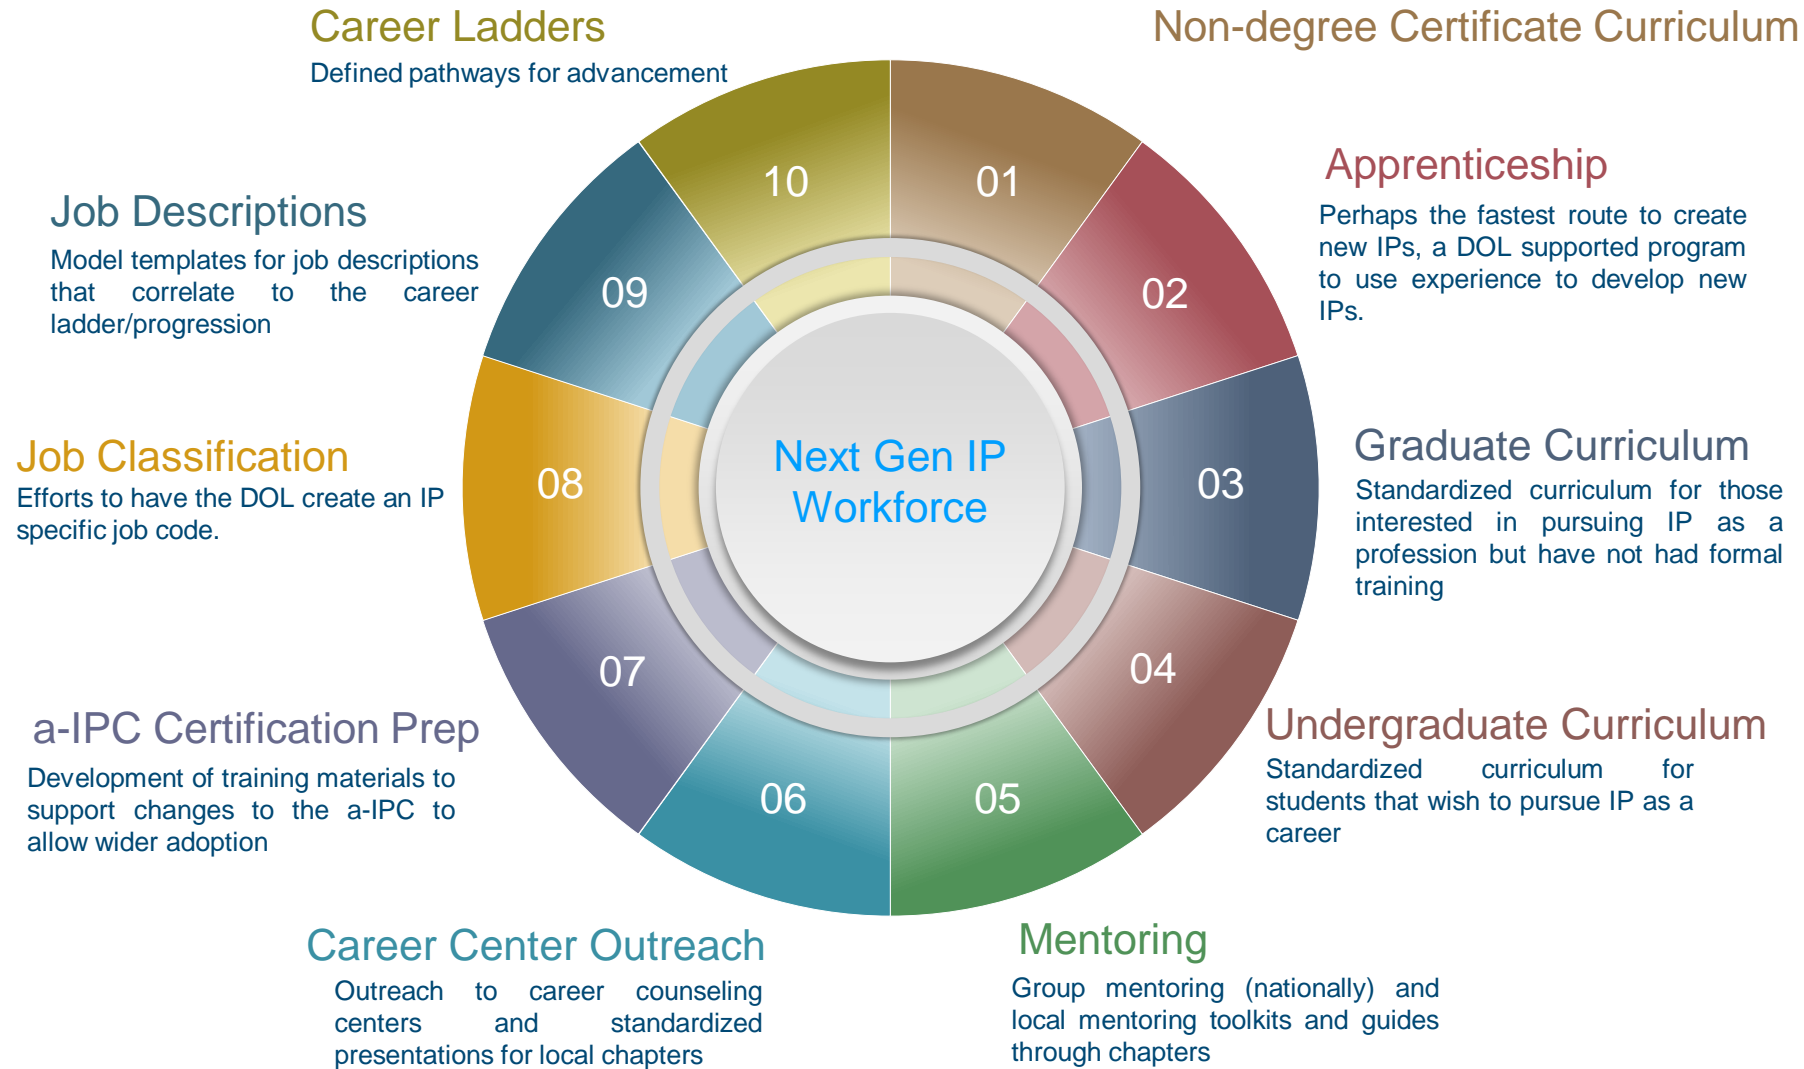 Career Ladders
Defined pathways for advancement
Non-degree Certificate Curriculum
01
Apprenticeship
Perhaps the fastest route to create
new IPs, a DOL supported program
to use experience to develop new
IPs.
02
Graduate Curriculum
Standardized curriculum for those
interested in pursuing IP as a
profession but have not had formal
training
03
Undergraduate Curriculum
Standardized curriculum for
students that wish to pursue IP as a
career
04
Mentoring
Group mentoring (nationally) and
local mentoring toolkits and guides
through chapters
05
Career Center Outreach
Outreach to career counseling
centers and standardized
presentations for local chapters
06
a-IPC Certification Prep
Development of training materials to
support changes to the a-IPC to
allow wider adoption
07
Job Classification
Efforts to have the DOL create an IP
specific job code.
08
Job Descriptions
Model templates for job descriptions
that correlate to the career
ladder/progression
09
10
Next Gen IP
Workforce